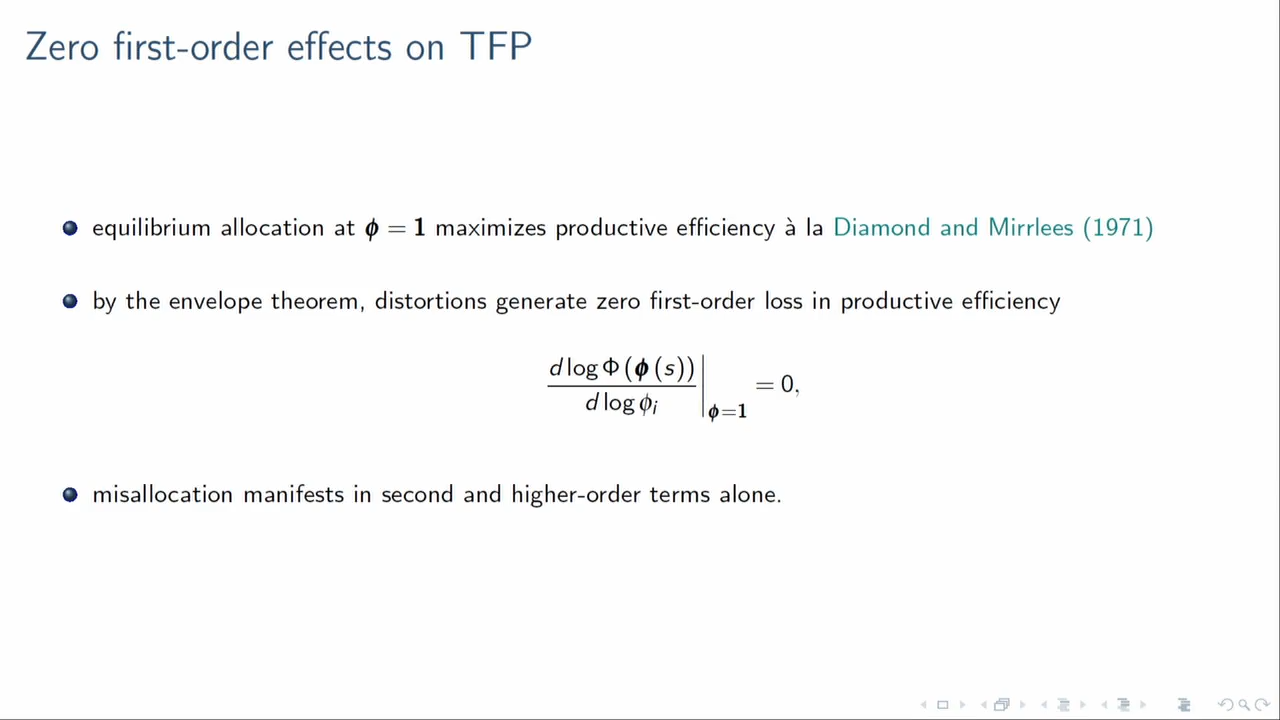 Zero first-order effects on TFP
equilibrium allocation at ϕ = 1 maximizes productive efficiency à la Diamond and Mirrlees (1971)
by the envelope theorem, distortions generate zero first-order loss in productive efficiency
d log Φ (ϕ (s)) / d log ϕᵢ |ϕ=1 = 0,
misallocation manifests in second and higher-order terms alone.